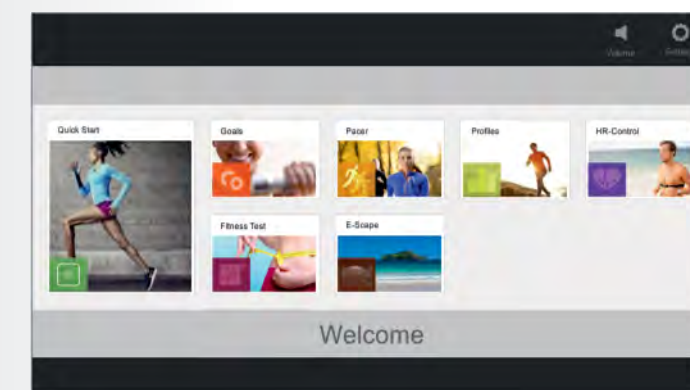 Volume
Quick Start
Goals
Pacer
Profiles
HR-Control
Fitness Test
E-Scape
Welcome